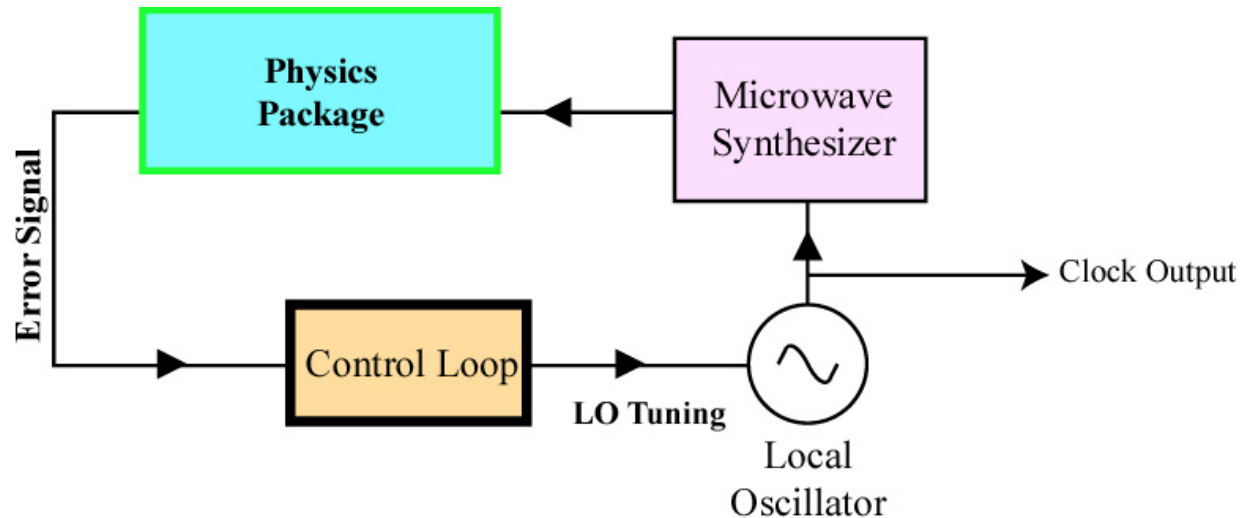 Physics
Package
Microwave
Synthesizer
Error Signal
Clock Output
Control Loop
LO Tuning
Local
Oscillator